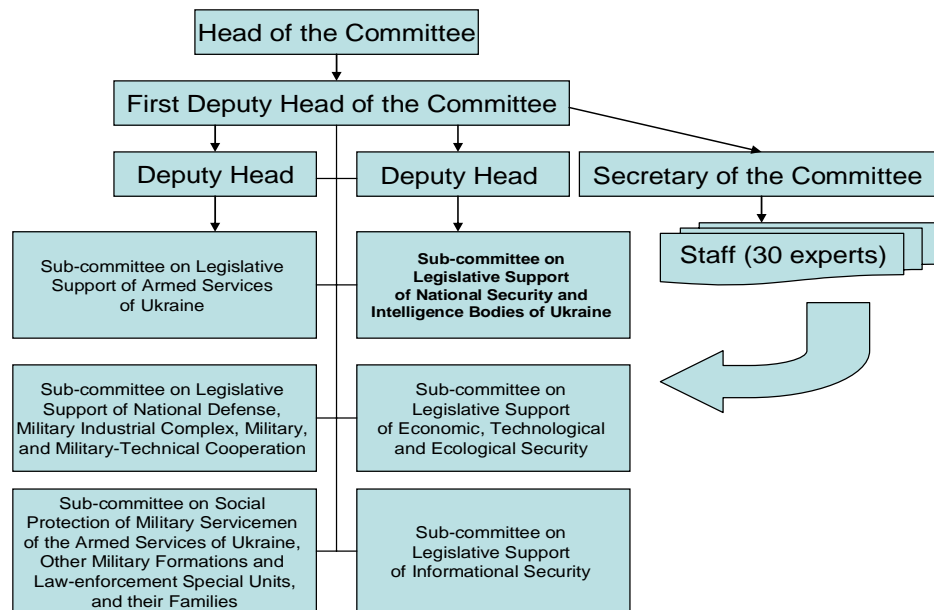 Head of the Committee
First Deputy Head of the Committee
Deputy Head
Deputy Head
Secretary of the Committee
Staff (30 experts)
Sub-committee on Legislative
Support of Armed Services
of Ukraine
Sub-committee on
Legislative Support
of National Security and
Intelligence Bodies of Ukraine
Sub-committee on Legislative
Support of National Defense,
Military Industrial Complex, Military,
and Military-Technical Cooperation
Sub-committee on
Legislative Support
of Economic, Technological
and Ecological Security
Sub-committee on Social
Protection of Military Servicemen
of the Armed Services of Ukraine,
Other Military Formations and
Law-enforcement Special Units,
and their Families
Sub-committee on
Legislative Support
of Informational Security